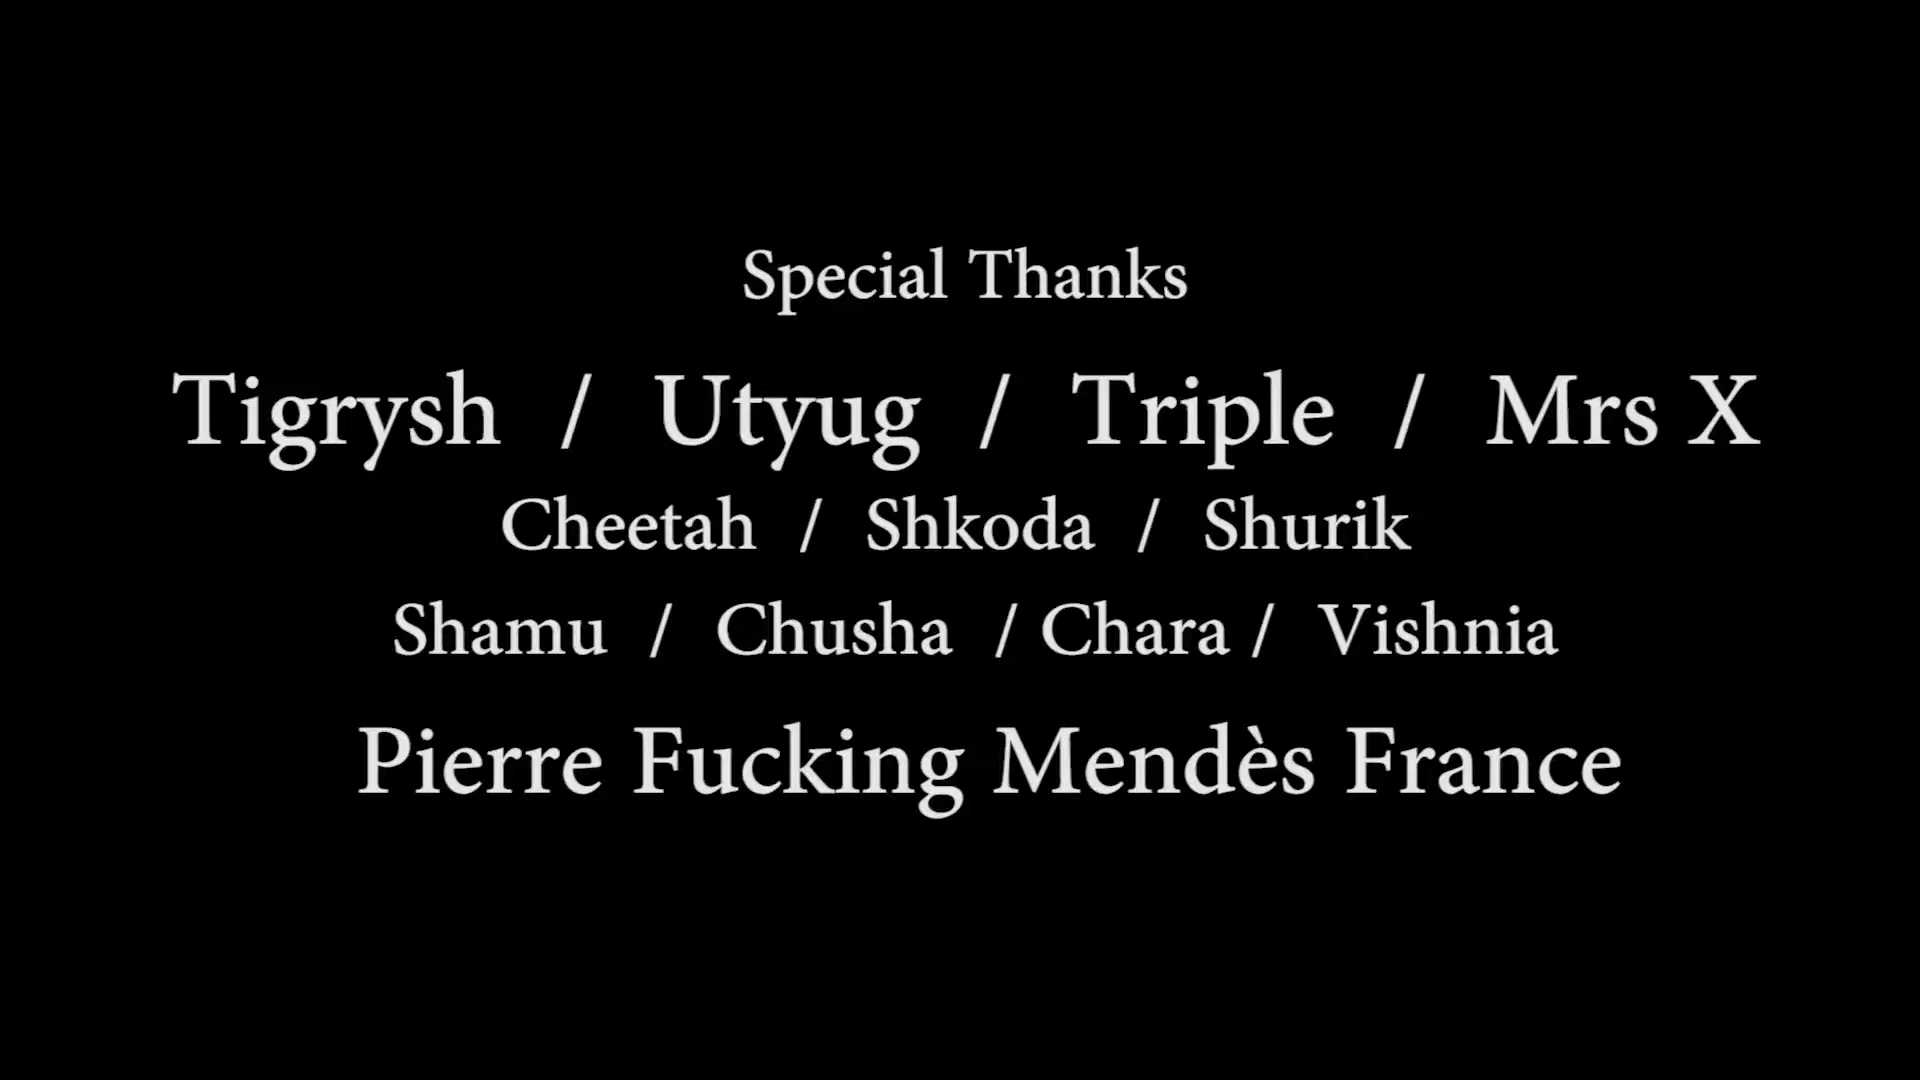 Special Thanks
Tigrysh / Utyug / Triple / Mrs X
Cheetah / Shkoda / Shurik
Shamu / Chusha / Chara / Vishnia
Pierre Fucking Mendès France